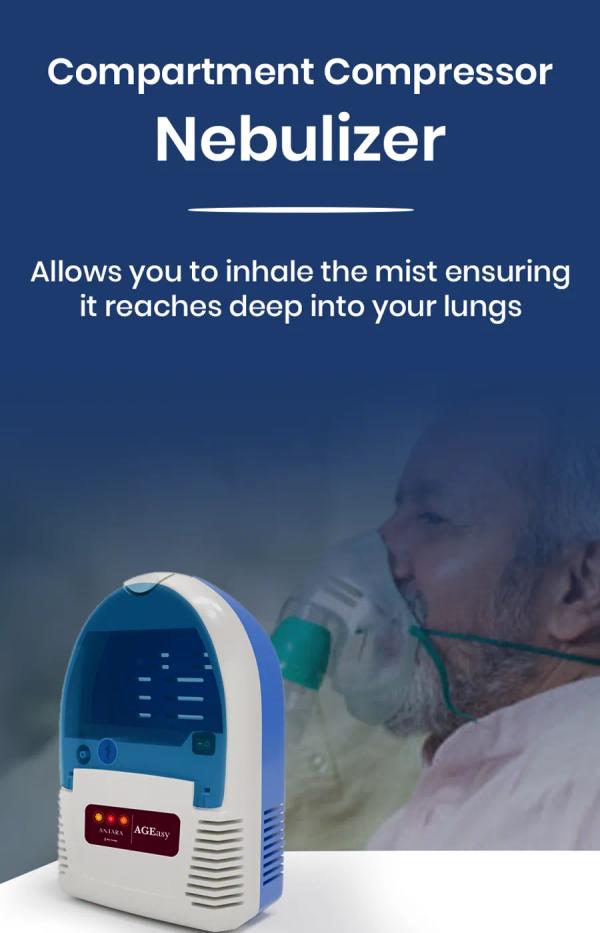 Compartment Compressor
Nebulizer
Allows you to inhale the mist ensuring
it reaches deep into your lungs
ANTARA
AGEasy